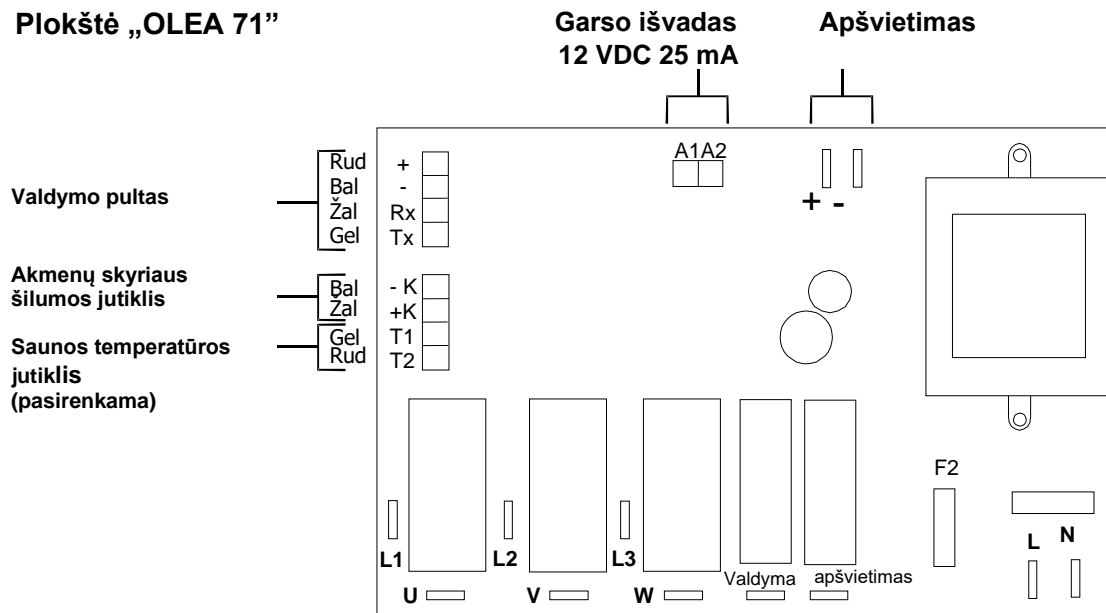 Plokštė „OLEA 71”
Garso išvadas
12 VDC 25 mA
Apšvietimas
Valdymo pultas
Rud +
Bal -
Žal Rx
Gel Tx
A1 A2
+ -
Akmenų skyriaus
šilumos jutiklis
Bal - K
Žal +K
Saunos temperatūros
jutiklis
(pasirenkama)
Gel T1
Rud T2
F2
L1 L2 L3
L N
Valdyma apšvietimas
U V W